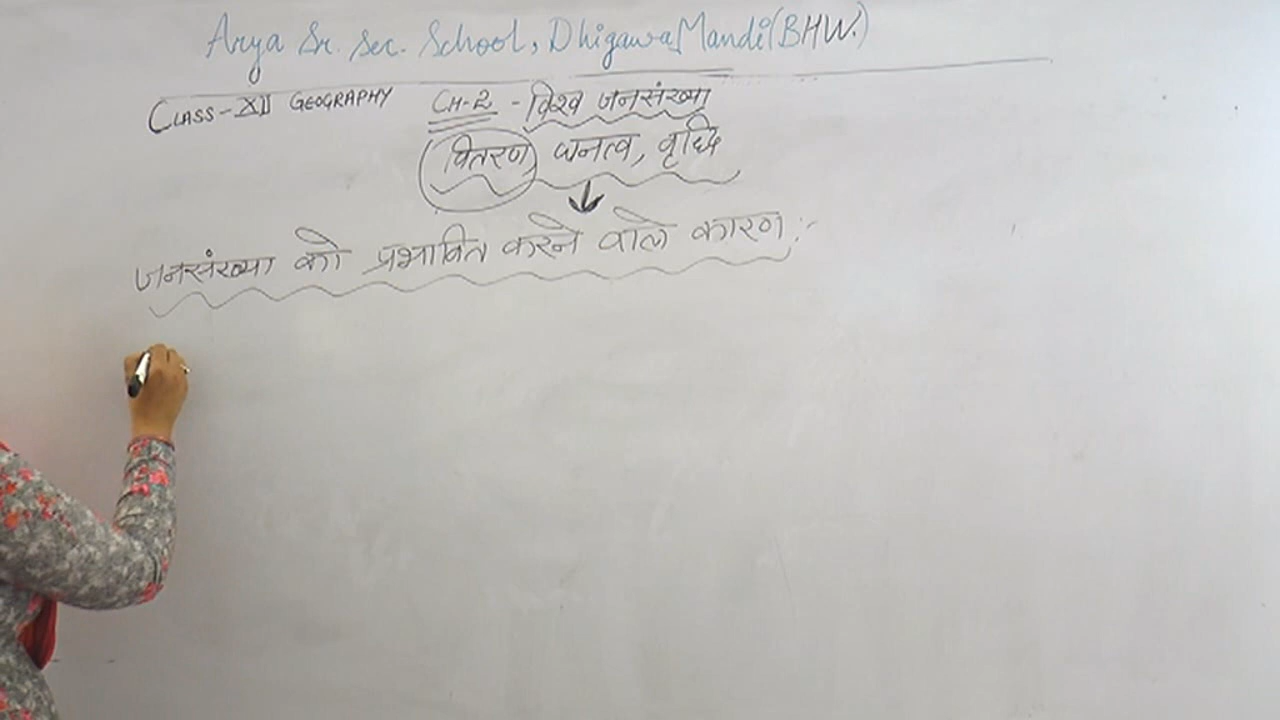 Arya Sr. Sec. School, Dhigawa Mandi (BHW.)
CLASS-XII GEOGRAPHY CH-2 - विश्व जनसंख्या
वितरण घनत्व, वृद्धि
जनसंख्या को प्रभावित करने वाले कारण :-